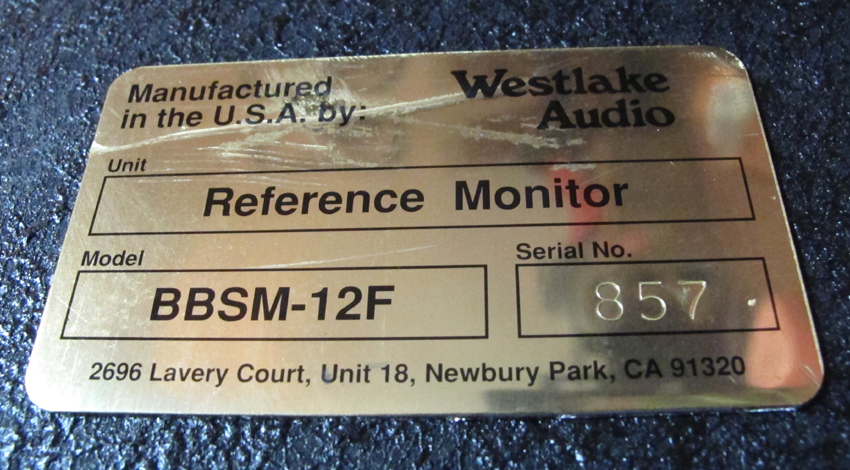 Manufactured
in the U.S.A. by:
Westlake
Audio
Unit
Reference Monitor
Model
BBSM-12F
Serial No.
857
2696 Lavery Court, Unit 18, Newbury Park, CA 91320